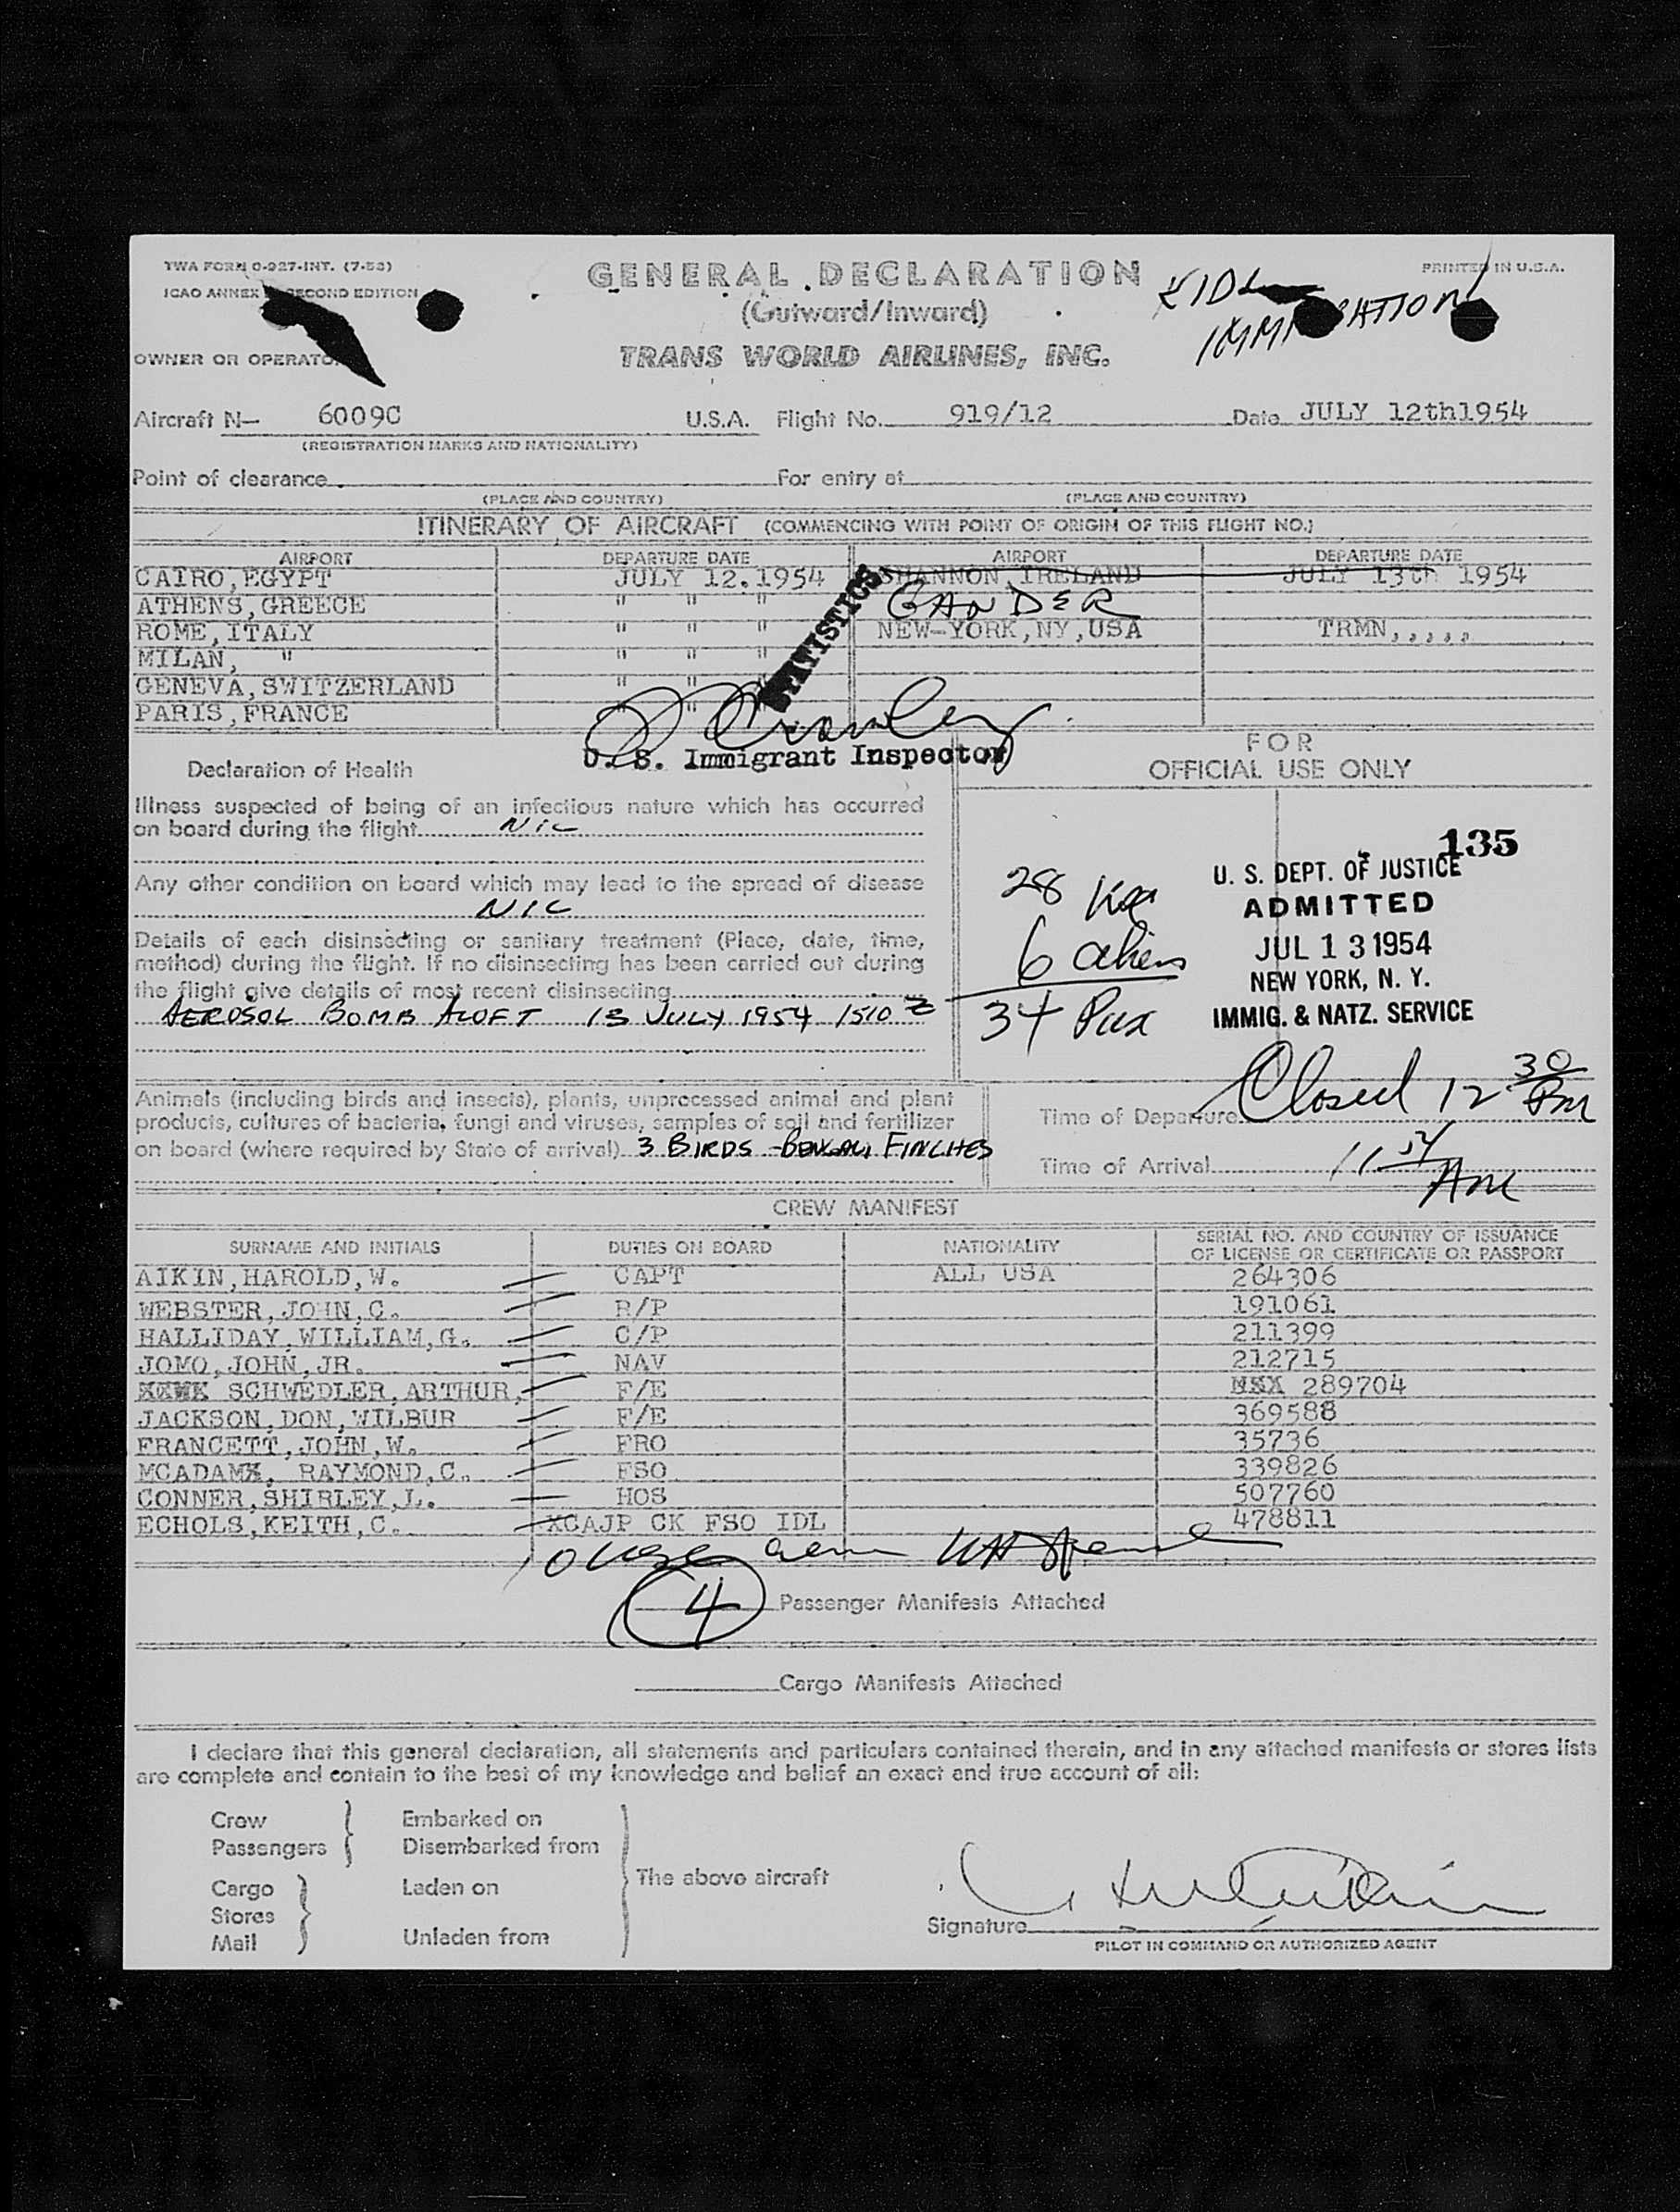 TWA FORM O-927-INT. (7-53)
ICAO ANNEX SECOND EDITION
GENERAL DECLARATION
(Outward/Inward)
TRANS WORLD AIRLINES, INC.
PRINTED IN U.S.A.
IDL
OWNER OR OPERATOR
Aircraft N— 6009C U.S.A. Flight No. 919/12 Date JULY 12th1954
(REGISTRATION MARKS AND NATIONALITY)
Point of clearance For entry at
(PLACE AND COUNTRY) (PLACE AND COUNTRY)
ITINERARY OF AIRCRAFT (COMMENCING WITH POINT OF ORIGIN OF THIS FLIGHT NO.)
AIRPORT DEPARTURE DATE AIRPORT DEPARTURE DATE
CAIRO,EGYPT JULY 12.1954 SHANNON,IRELAND JULY 13th 1954
ATHENS,GREECE " " " GANDER
ROME,ITALY " " " NEW-YORK,NY,USA TRMN,,,,,
MILAN, " " " "
GENEVA,SWITZERLAND " " "
PARIS,FRANCE " " "
STATISTICS
U. S. Immigrant Inspector
Declaration of Health
FOR
OFFICIAL USE ONLY
Illness suspected of being of an infectious nature which has occurred
on board during the flight NIL
Any other condition on board which may lead to the spread of disease
NIL
Details of each disinsecting or sanitary treatment (Place, date, time,
method) during the flight. If no disinsecting has been carried out during
the flight give details of most recent disinsecting
AEROSOL BOMB ALOFT 13 JULY 1954 1510 Z
28
6 aliens
34 Pax
135
U. S. DEPT. OF JUSTICE
ADMITTED
JUL 13 1954
NEW YORK, N. Y.
IMMIG. & NATZ. SERVICE
Animals (including birds and insects), plants, unprocessed animal and plant
products, cultures of bacteria, fungi and viruses, samples of soil and fertilizer
on board (where required by State of arrival) 3 BIRDS - BENGALI FINCHES
Time of Departure Closed 12 30 Pm
Time of Arrival 11 54 Am
CREW MANIFEST
SURNAME AND INITIALS DUTIES ON BOARD NATIONALITY SERIAL NO. AND COUNTRY OF ISSUANCE
OF LICENSE OR CERTIFICATE OR PASSPORT
AIKIN,HAROLD,W. CAPT ALL USA 264306
WEBSTER,JOHN,C. R/P 191061
HALLIDAY,WILLIAM,G. C/P 211399
JOMO,JOHN,JR. NAV 212715
SCHWEDLER,ARTHUR, F/E 289704
JACKSON,DON,WILBUR F/E 369588
FRANCETT,JOHN,W. FRO 35736
MCADAMX, RAYMOND,C. FSO 339826
CONNER,SHIRLEY,L. HOS 507760
ECHOLS,KEITH,C. XCAJP CK FSO IDL 478811
4 Passenger Manifests Attached
Cargo Manifests Attached
I declare that this general declaration, all statements and particulars contained therein, and in any attached manifests or stores lists
are complete and contain to the best of my knowledge and belief an exact and true account of all:
Crew Embarked on
Passengers Disembarked from
The above aircraft
Cargo Laden on
Stores
Mail Unladen from
Signature
PILOT IN COMMAND OR AUTHORIZED AGENT